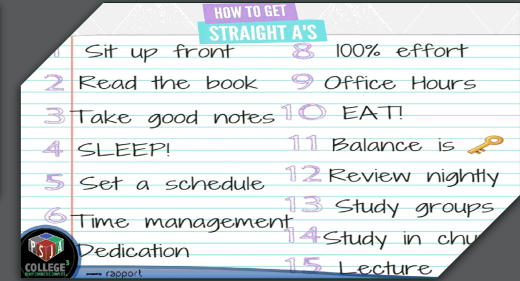 HOW TO GET
STRAIGHT A'S
1 Sit up front
2 Read the book
3 Take good notes
4 SLEEP!
5 Set a schedule
6 Time management
Dedication
8 100% effort
9 Office Hours
10 EAT!
11 Balance is
12 Review nightly
13 Study groups
14 Study in
15 Lecture
PSJA
COLLEGE³
rapport